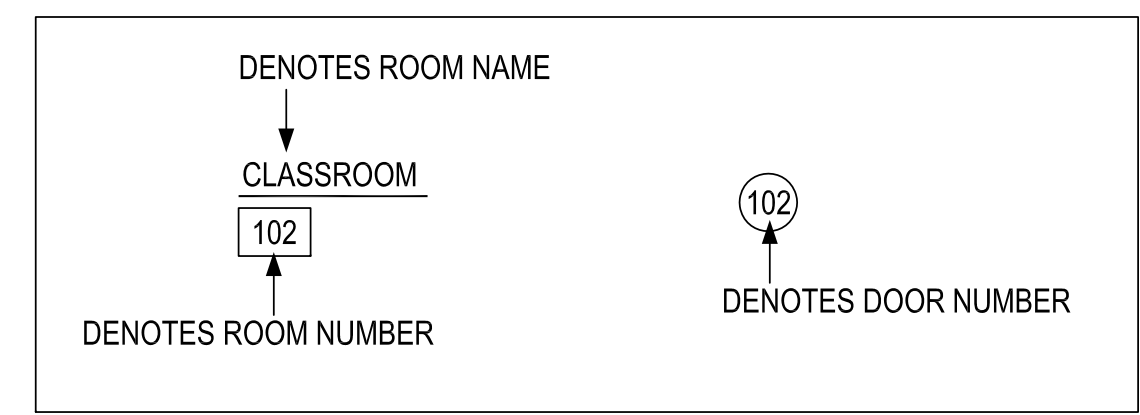 DENOTES ROOM NAME
CLASSROOM
102
DENOTES ROOM NUMBER
102
DENOTES DOOR NUMBER